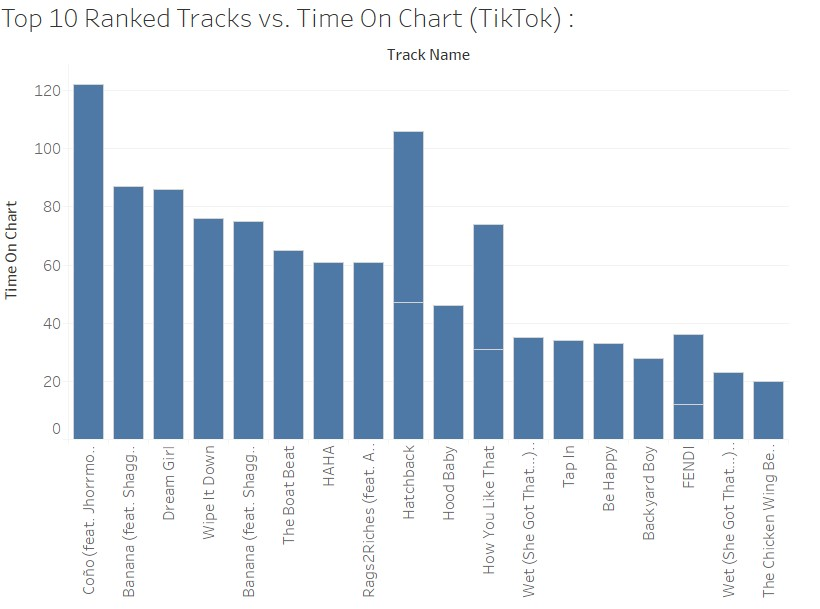 Top 10 Ranked Tracks vs. Time On Chart (TikTok) :
Track Name
Time On Chart
120
100
80
60
40
20
0
Coño (feat. Jhorrmo..
Banana (feat. Shagg..
Dream Girl
Wipe It Down
Banana (feat. Shagg..
The Boat Beat
HAHA
Rags2Riches (feat. A..
Hatchback
Hood Baby
How You Like That
Wet (She Got That...)..
Tap In
Be Happy
Backyard Boy
FENDI
Wet (She Got That...)..
The Chicken Wing Be..